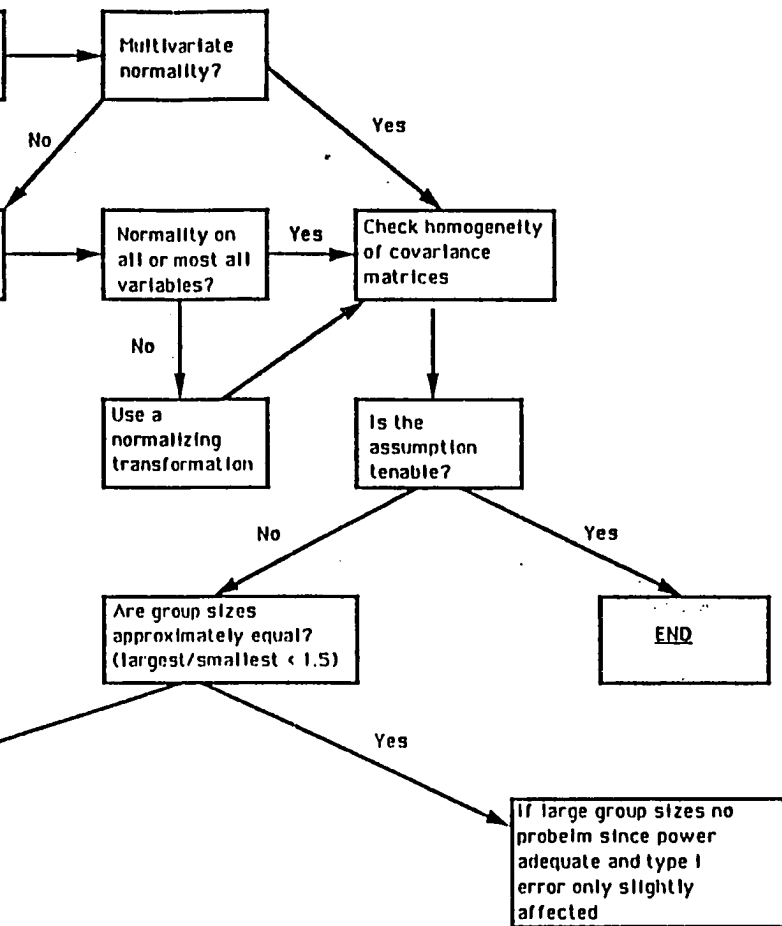 Multivariate
normality?
Yes
No
Normality on
all or most all
variables?
Yes
Check homogeneity
of covariance
matrices
No
Use a
normalizing
transformation
Is the
assumption
tenable?
No
Yes
Are group sizes
approximately equal?
(largest/smallest < 1.5)
END
Yes
If large group sizes no
probelm since power
adequate and type I
error only slightly
affected